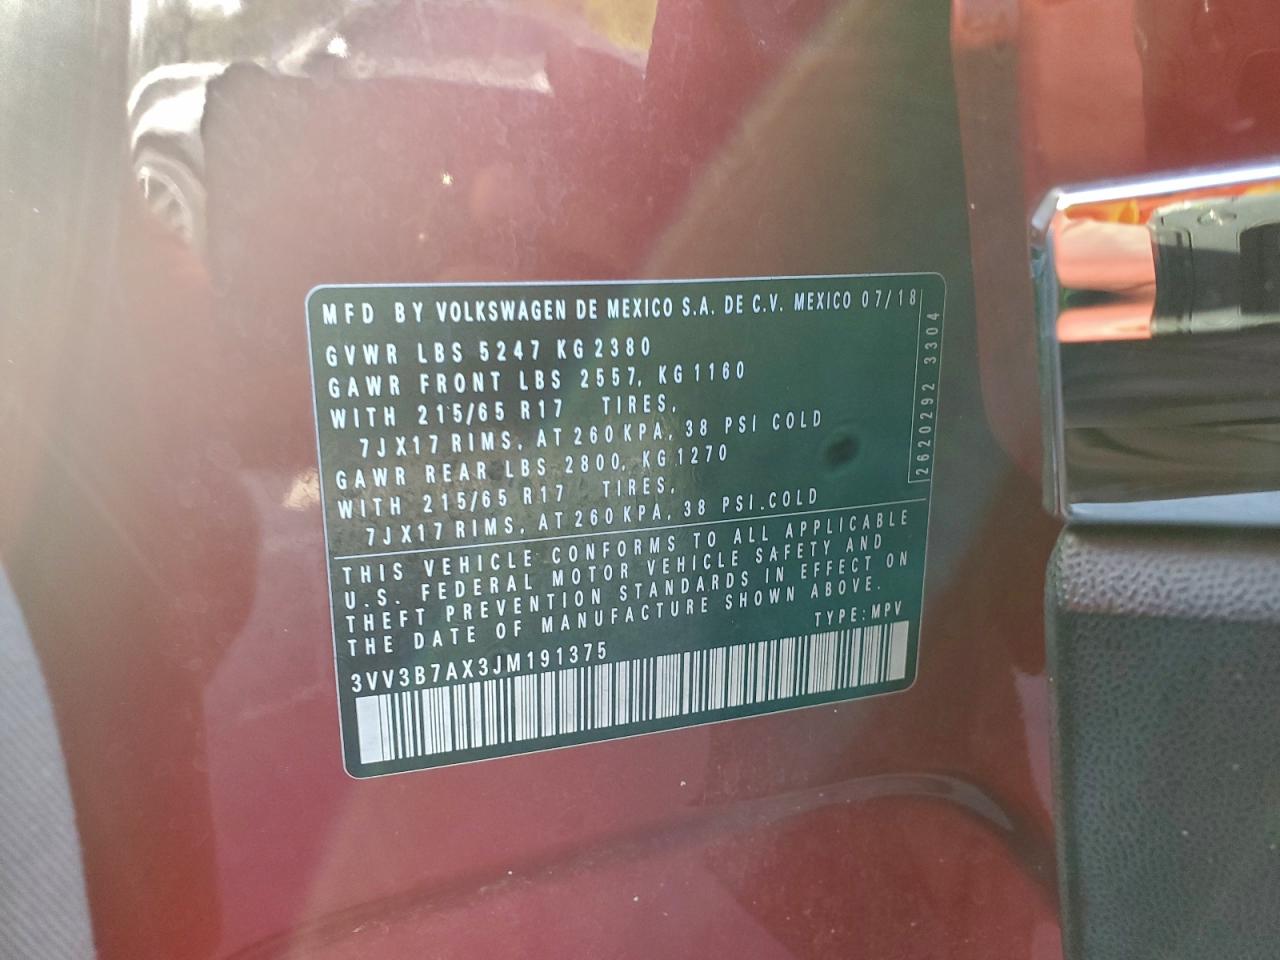 MFD BY VOLKSWAGEN DE MEXICO S.A. DE C.V. MEXICO 07/18
GVWR LBS 5247 KG 2380
GAWR FRONT LBS 2557, KG 1160
WITH 215/65 R17 TIRES,
7JX17 RIMS, AT 260 KPA, 38 PSI COLD
GAWR REAR LBS 2800, KG 1270
WITH 215/65 R17 TIRES,
7JX17 RIMS, AT 260 KPA, 38 PSI.COLD
2620292 3304
THIS VEHICLE CONFORMS TO ALL APPLICABLE
U.S. FEDERAL MOTOR VEHICLE SAFETY AND
THEFT PREVENTION STANDARDS IN EFFECT ON
THE DATE OF MANUFACTURE SHOWN ABOVE.
TYPE: MPV
3VV3B7AX3JM191375